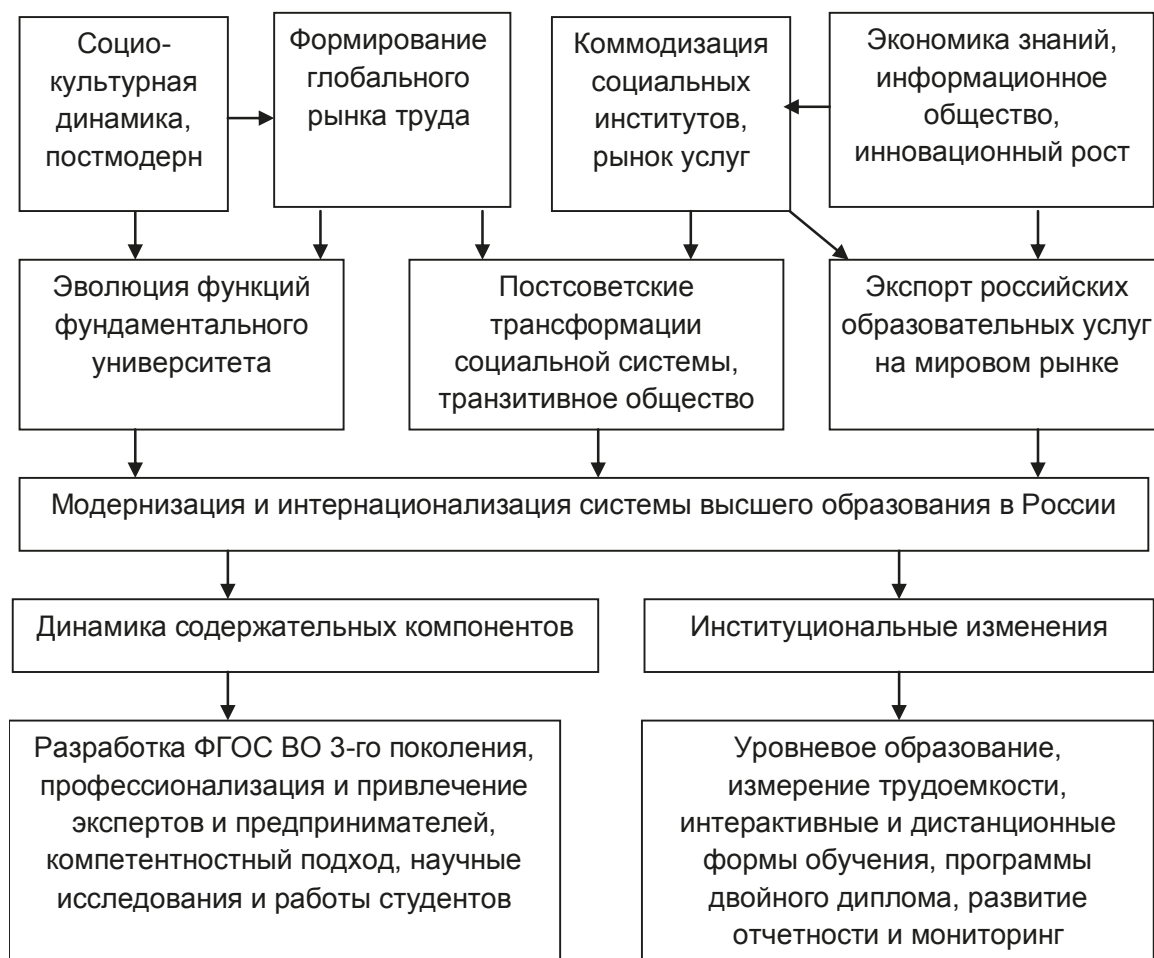 Социо-
культурная
динамика,
постмодерн
Формирование
глобального
рынка труда
Коммодизация
социальных
институтов,
рынок услуг
Экономика знаний,
информационное
общество,
инновационный рост
Эволюция функций
фундаментального
университета
Постсоветские
трансформации
социальной системы,
транзитивное общество
Экспорт российских
образовательных услуг
на мировом рынке
Модернизация и интернационализация системы высшего образования в России
Динамика содержательных компонентов
Институциональные изменения
Разработка ФГОС ВО 3-го поколения,
профессионализация и привлечение
экспертов и предпринимателей,
компетентностный подход, научные
исследования и работы студентов
Уровневое образование,
измерение трудоемкости,
интерактивные и дистанционные
формы обучения, программы
двойного диплома, развитие
отчетности и мониторинг